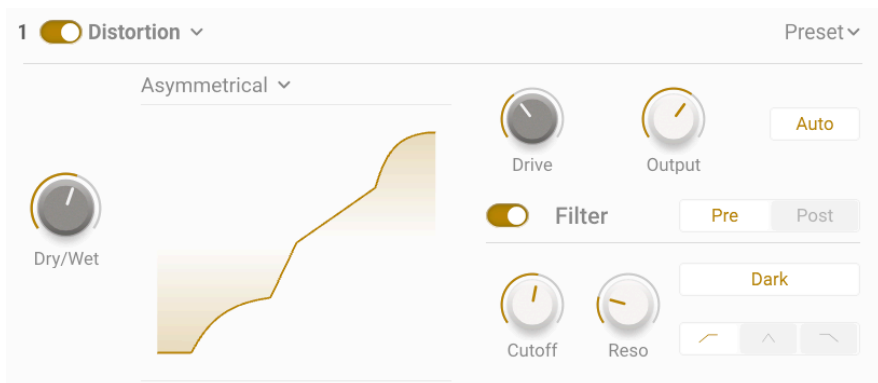 1 Distortion
Preset
Asymmetrical
Dry/Wet
Drive
Output
Auto
Filter
Pre
Post
Cutoff
Reso
Dark